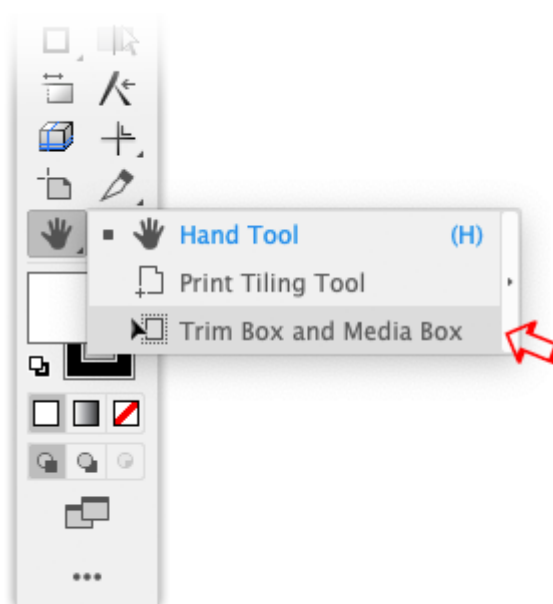 Hand Tool (H)
Print Tiling Tool
Trim Box and Media Box